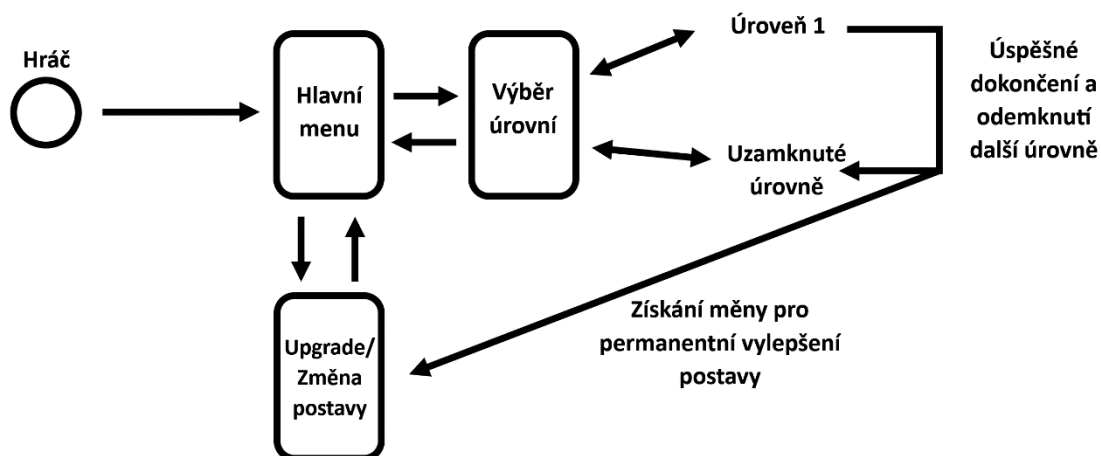 Hráč
Hlavní
menu
Výběr
úrovní
Úroveň 1
Uzamknuté
úrovně
Úspěšné
dokončení a
odemknutí
další úrovně
Upgrade/
Změna
postavy
Získání měny pro
permanentní vylepšení
postavy